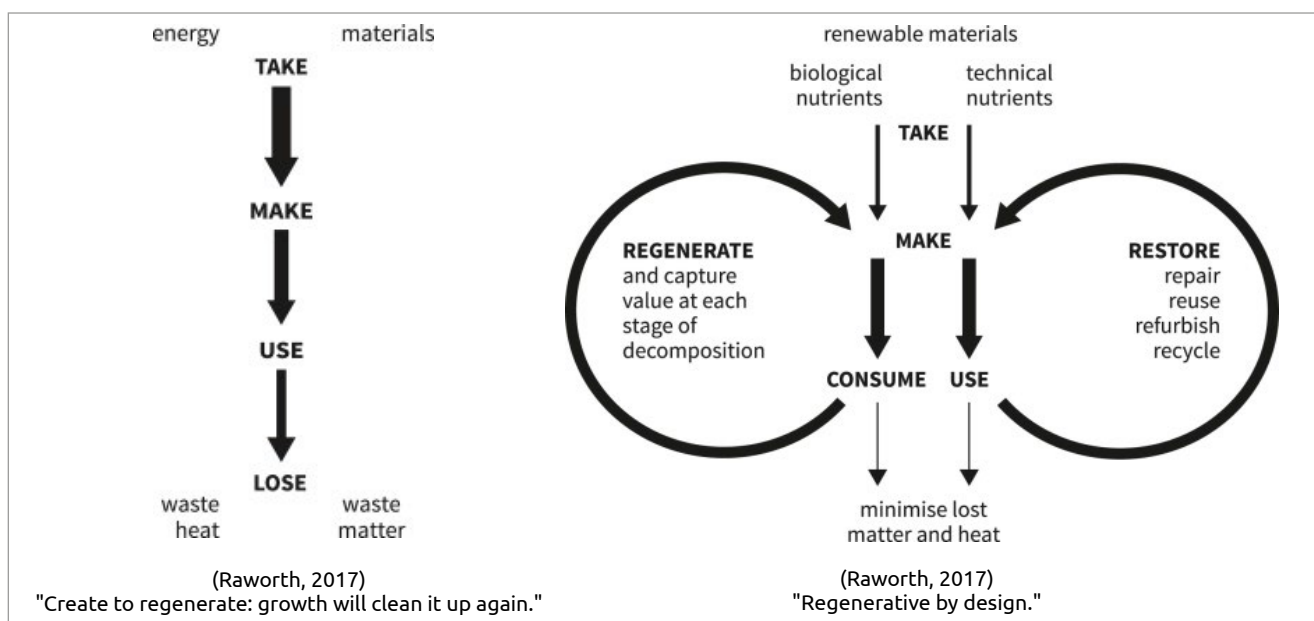 energy
materials
TAKE
MAKE
USE
LOSE
waste
heat
waste
matter
(Raworth, 2017)
"Create to regenerate: growth will clean it up again."
renewable materials
biological
nutrients
technical
nutrients
TAKE
MAKE
REGENERATE
and capture
value at each
stage of
decomposition
RESTORE
repair
reuse
refurbish
recycle
CONSUME
USE
minimise lost
matter and heat
(Raworth, 2017)
"Regenerative by design."